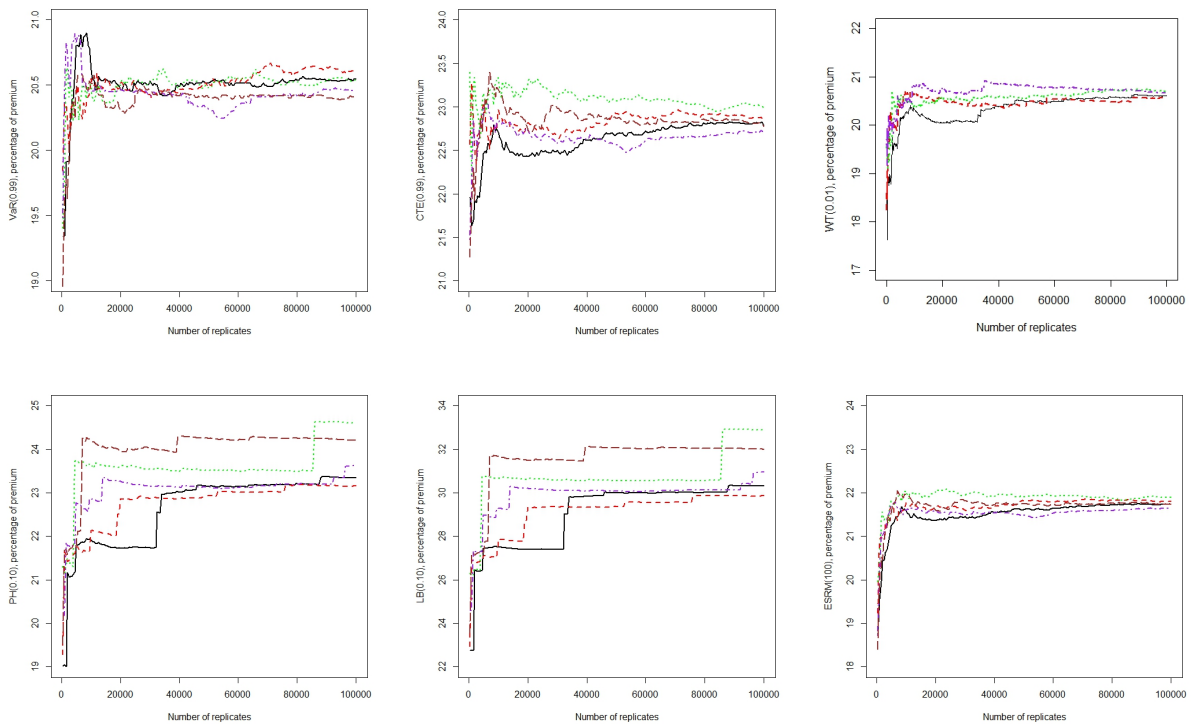 VaR(0.99), percentage of premium
21.0
20.5
20.0
19.5
19.0
0 20000 40000 60000 80000 100000
Number of replicates
CTE(0.99), percentage of premium
24.0
23.5
23.0
22.5
22.0
21.5
21.0
0 20000 40000 60000 80000 100000
Number of replicates
WT(0.01), percentage of premium
22
21
20
19
18
17
0 20000 40000 60000 80000 100000
Number of replicates
PH(0.10), percentage of premium
25
24
23
22
21
20
19
0 20000 40000 60000 80000 100000
Number of replicates
LB(0.10), percentage of premium
34
32
30
28
26
24
22
0 20000 40000 60000 80000 100000
Number of replicates
ESRM(100), percentage of premium
24
23
22
21
20
19
18
0 20000 40000 60000 80000 100000
Number of replicates